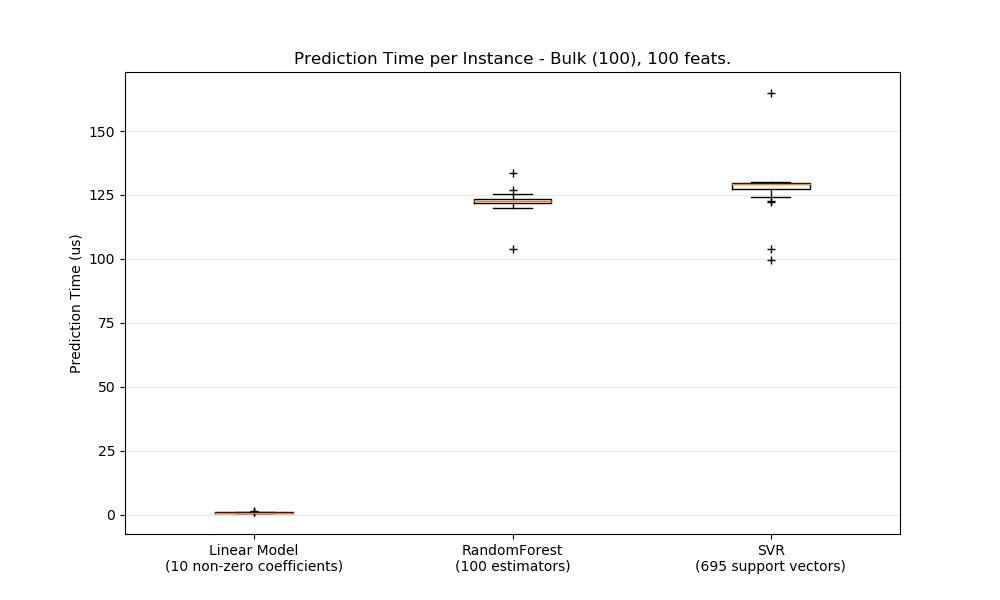 Prediction Time per Instance - Bulk (100), 100 feats.
Prediction Time (us)
150
125
100
75
50
25
0
Linear Model
(10 non-zero coefficients)
RandomForest
(100 estimators)
SVR
(695 support vectors)